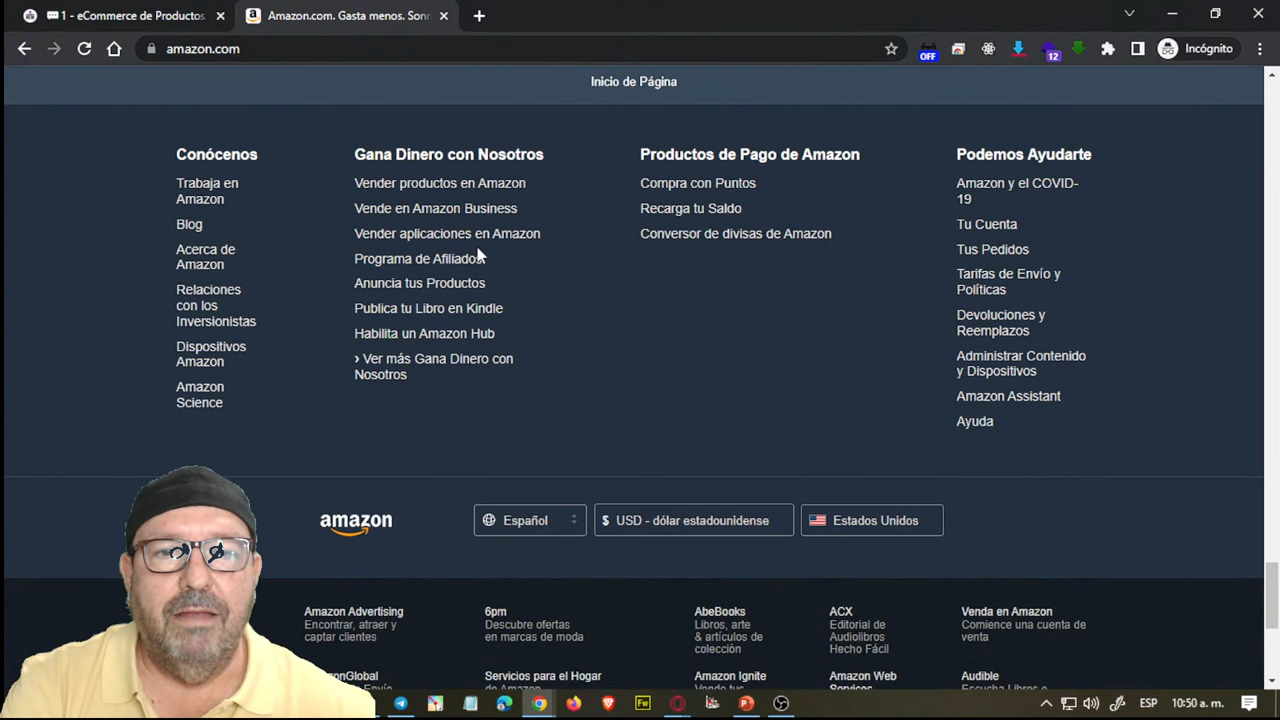 1 - eCommerce de Productos
Amazon.com. Gasta menos. Sonr
amazon.com
OFF
12
Incógnito
Inicio de Página
Conócenos
Trabaja en
Amazon
Blog
Acerca de
Amazon
Relaciones
con los
Inversionistas
Dispositivos
Amazon
Amazon
Science
Gana Dinero con Nosotros
Vender productos en Amazon
Vende en Amazon Business
Vender aplicaciones en Amazon
Programa de Afiliados
Anuncia tus Productos
Publica tu Libro en Kindle
Habilita un Amazon Hub
› Ver más Gana Dinero con
Nosotros
Productos de Pago de Amazon
Compra con Puntos
Recarga tu Saldo
Conversor de divisas de Amazon
Podemos Ayudarte
Amazon y el COVID-
19
Tu Cuenta
Tus Pedidos
Tarifas de Envío y
Políticas
Devoluciones y
Reemplazos
Administrar Contenido
y Dispositivos
Amazon Assistant
Ayuda
amazon
Español
$ USD - dólar estadounidense
Estados Unidos
Amazon Advertising
Encontrar, atraer y
captar clientes
6pm
Descubre ofertas
en marcas de moda
AbeBooks
Libros, arte
& artículos de
colección
ACX
Editorial de
Audiolibros
Hecho Fácil
Venda en Amazon
Comience una cuenta de
venta
Servicios para el Hogar
Amazon Ignite
Amazon Web
Audible
Fw
ESP
10:50 a. m.